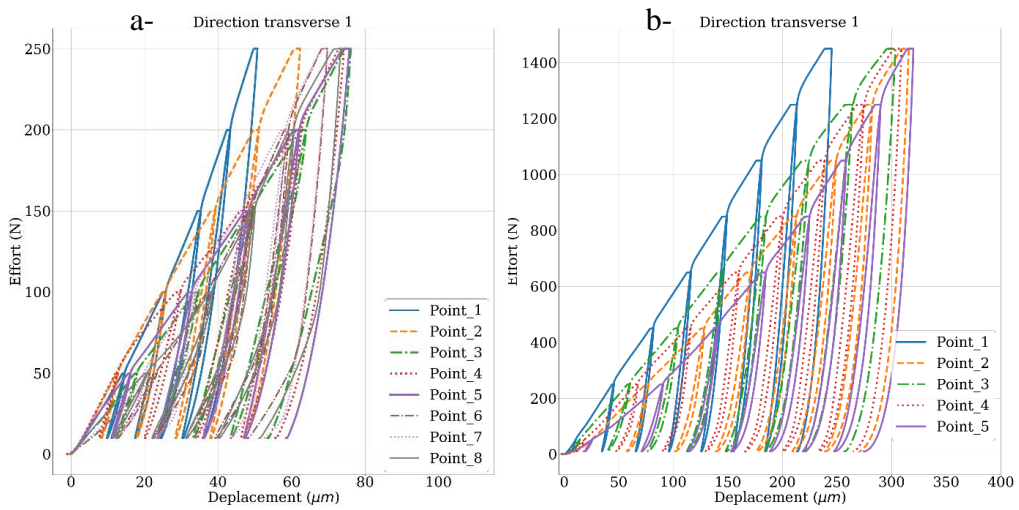 a-
Direction transverse 1
250
200
150
100
50
0
Effort (N)
0
20
40
60
80
100
Deplacement (μm)
Point_1
Point_2
Point_3
Point_4
Point_5
Point_6
Point_7
Point_8
b-
Direction transverse 1
1400
1200
1000
800
600
400
200
0
Effort (N)
0
50
100
150
200
250
300
350
400
Deplacement (μm)
Point_1
Point_2
Point_3
Point_4
Point_5